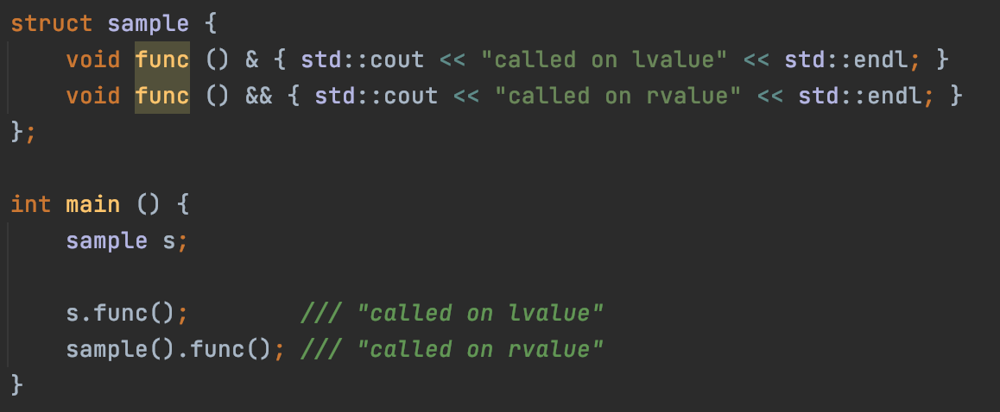 struct sample {
    void func () & { std::cout << "called on lvalue" << std::endl; }
    void func () && { std::cout << "called on rvalue" << std::endl; }
};

int main () {
    sample s;

    s.func();        /// "called on lvalue"
    sample().func(); /// "called on rvalue"
}